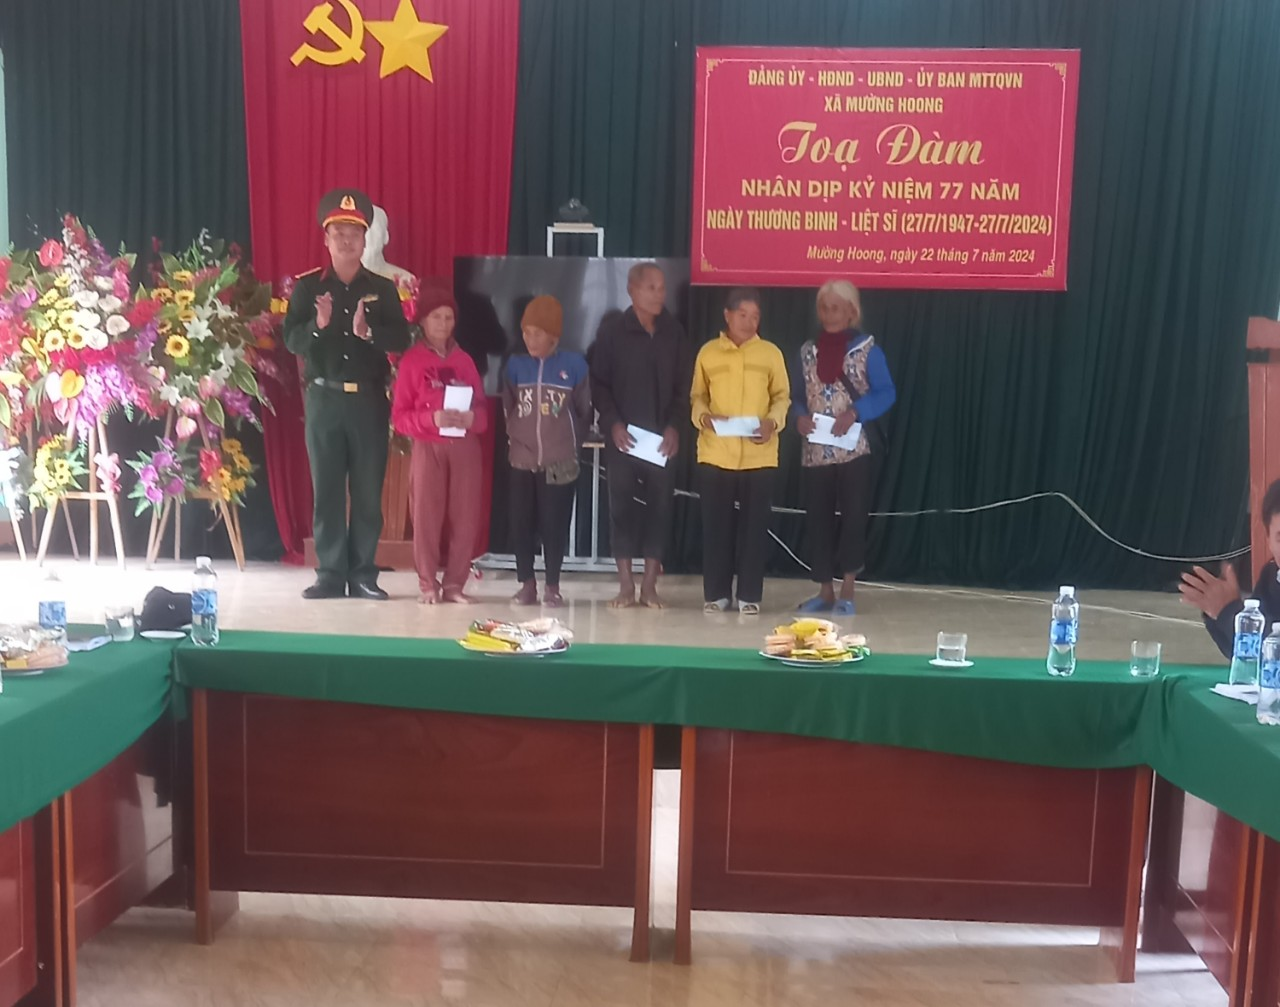 ĐẢNG ỦY - HĐND - UBND - ỦY BAN MTTQVN
XÃ MƯỜNG HOONG
Toạ Đàm
NHÂN DỊP KỶ NIỆM 77 NĂM
NGÀY THƯƠNG BINH - LIỆT SĨ (27/7/1947-27/7/2024)
Mường Hoong, ngày 22 tháng 7 năm 2024